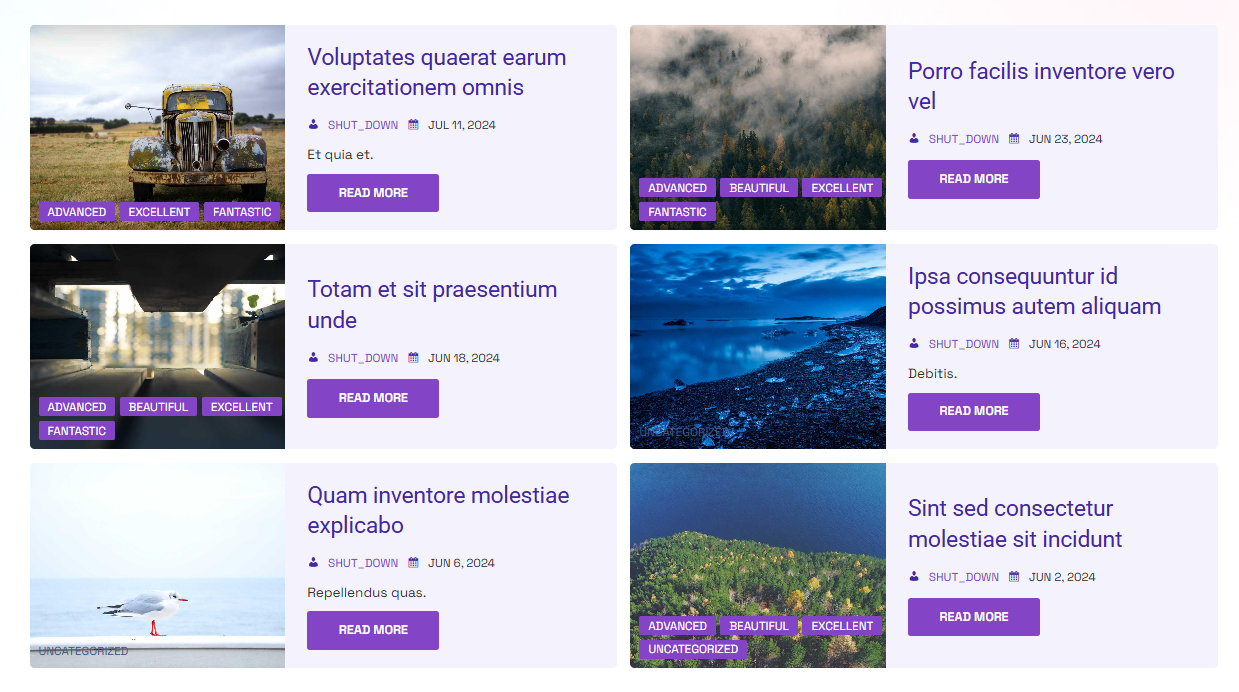 Voluptates quaerat earum
exercitationem omnis
SHUT_DOWN JUL 11, 2024
Et quia et.
READ MORE
ADVANCED EXCELLENT FANTASTIC
Porro facilis inventore vero
vel
SHUT_DOWN JUN 23, 2024
READ MORE
ADVANCED BEAUTIFUL EXCELLENT
FANTASTIC
Totam et sit praesentium
unde
SHUT_DOWN JUN 18, 2024
READ MORE
ADVANCED BEAUTIFUL EXCELLENT
FANTASTIC
Ipsa consequuntur id
possimus autem aliquam
SHUT_DOWN JUN 16, 2024
Debitis.
READ MORE
UNCATEGORIZED
Quam inventore molestiae
explicabo
SHUT_DOWN JUN 6, 2024
Repellendus quas.
READ MORE
UNCATEGORIZED
Sint sed consectetur
molestiae sit incidunt
SHUT_DOWN JUN 2, 2024
READ MORE
ADVANCED BEAUTIFUL EXCELLENT
UNCATEGORIZED